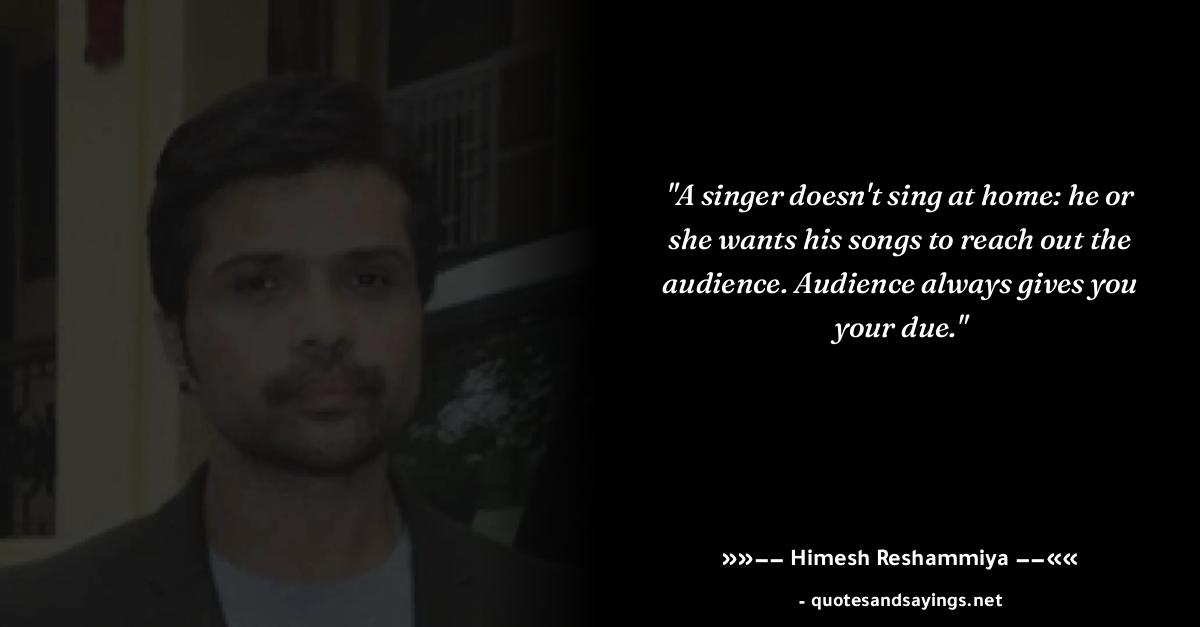 "A singer doesn't sing at home: he or
she wants his songs to reach out the
audience. Audience always gives you
your due."
»»−− Himesh Reshammiya −−««
- quotesandsayings.net